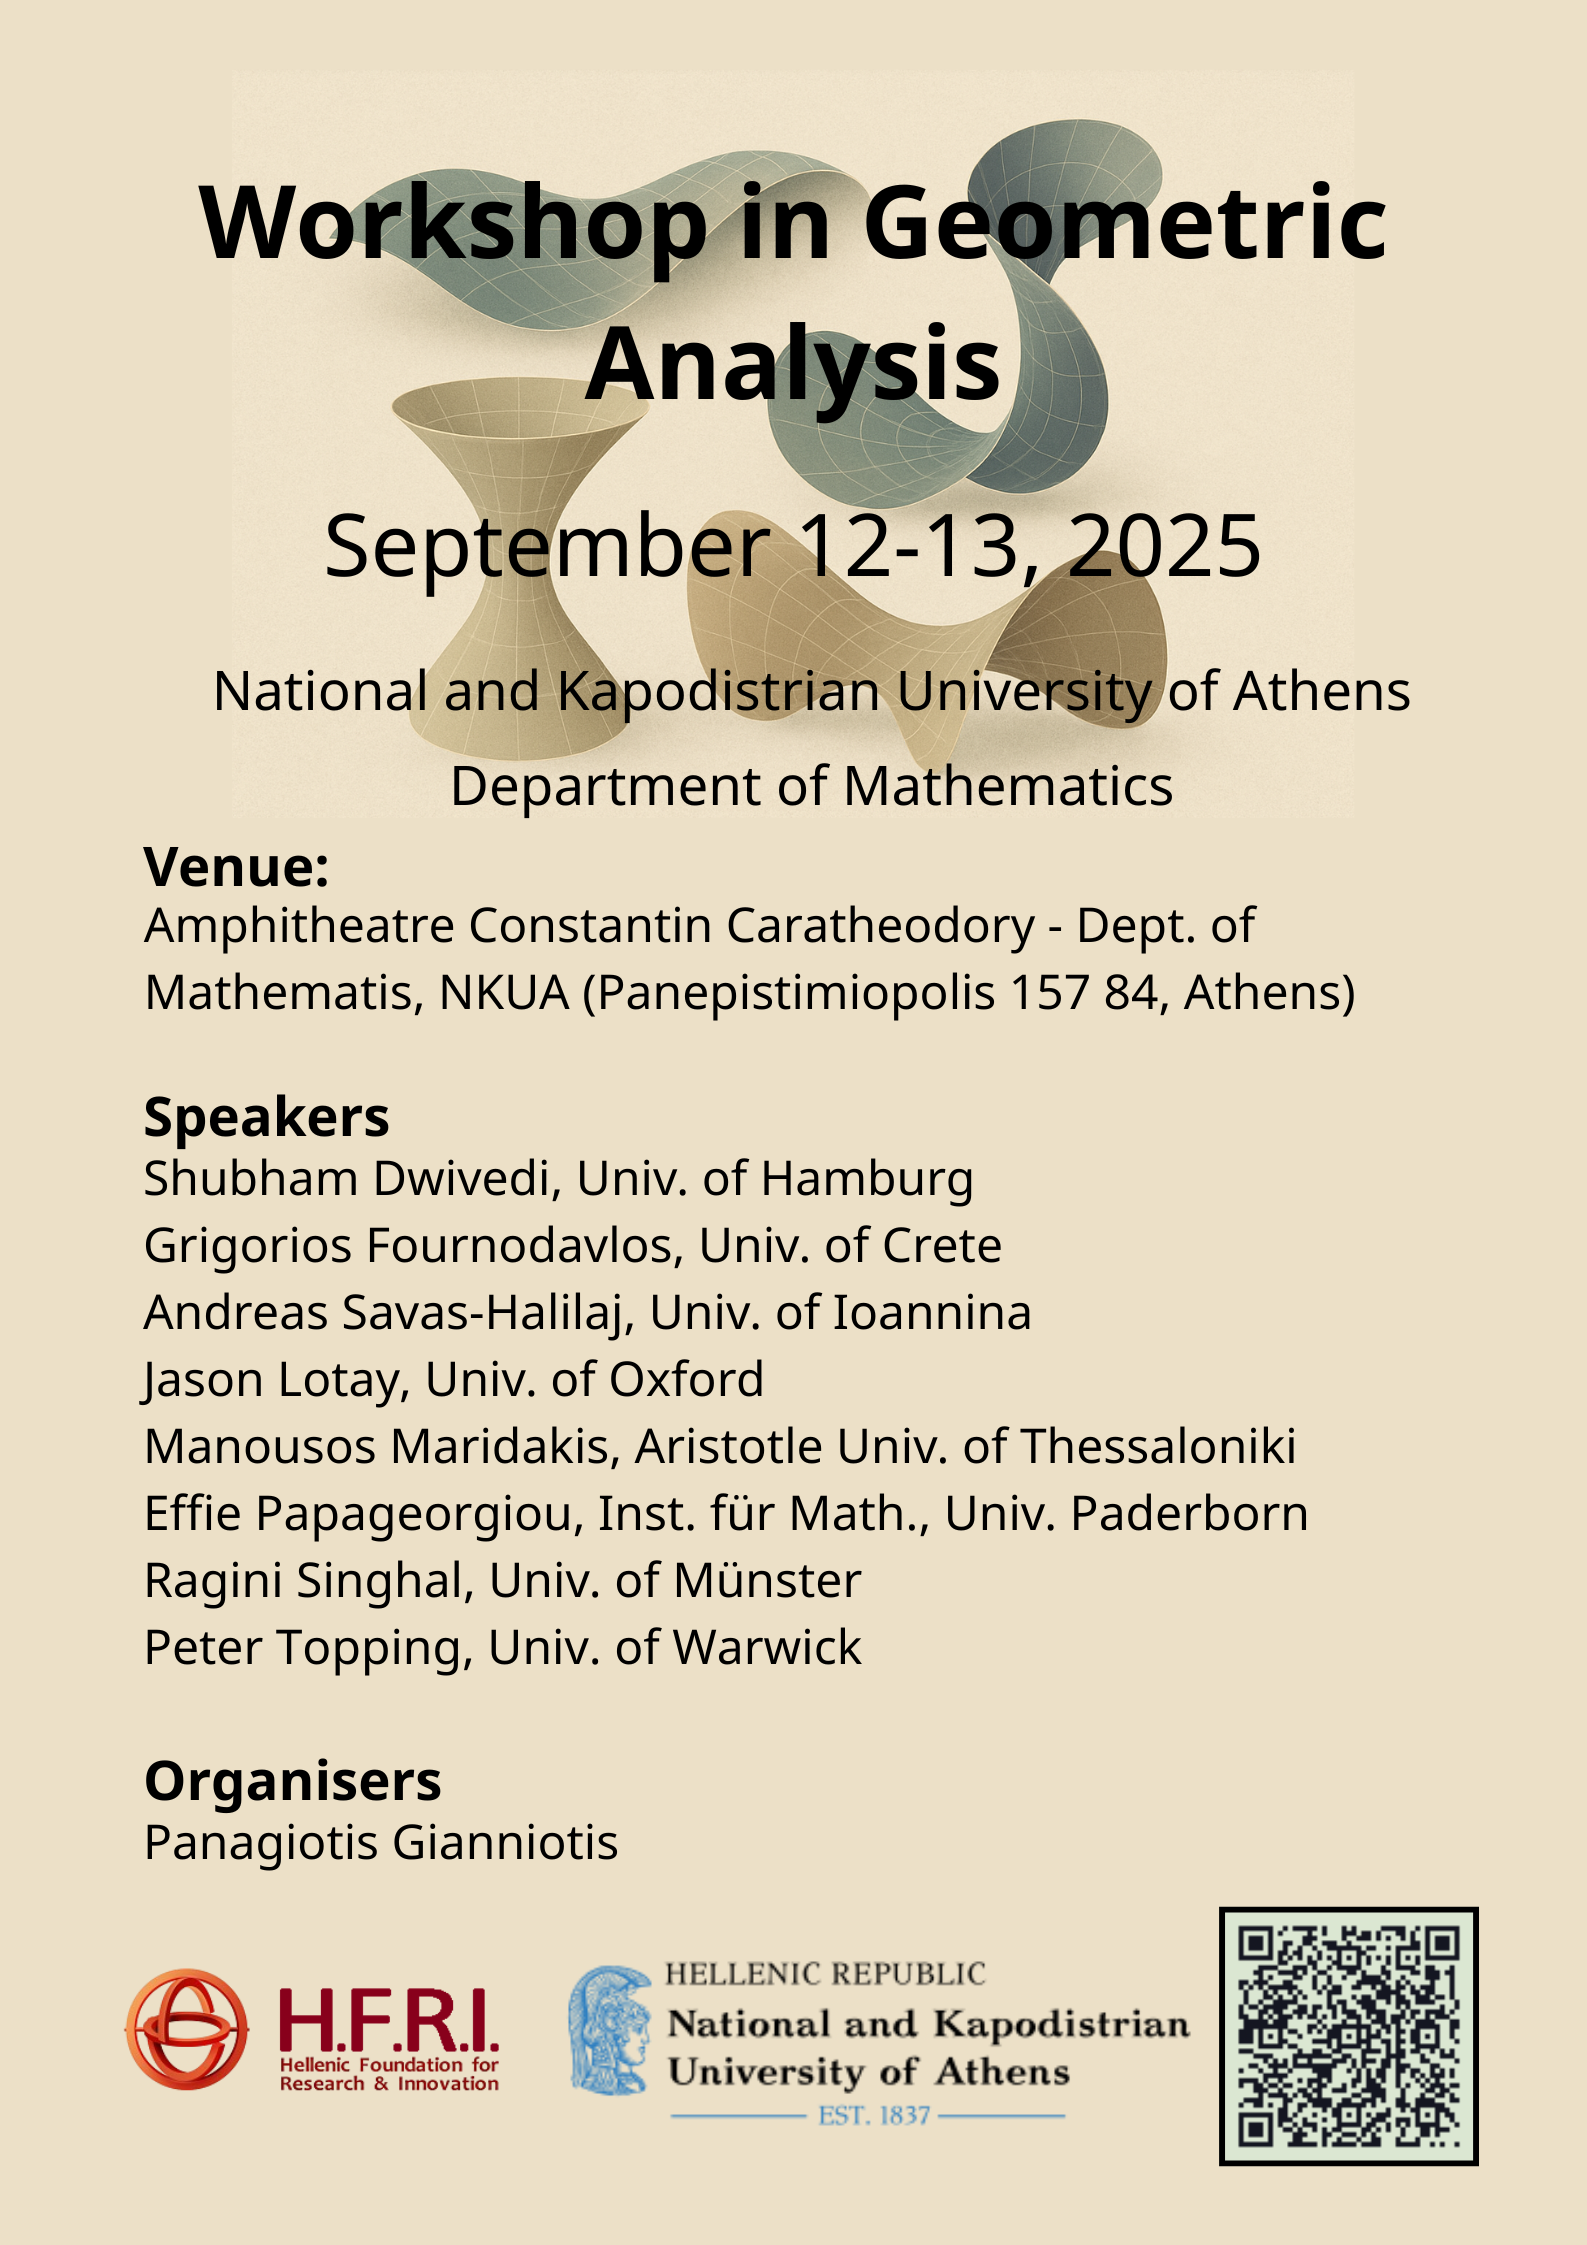 Workshop in Geometric
Analysis
September 12-13, 2025
National and Kapodistrian University of Athens
Department of Mathematics
Venue:
Amphitheatre Constantin Caratheodory - Dept. of
Mathematis, NKUA (Panepistimiopolis 157 84, Athens)
Speakers
Shubham Dwivedi, Univ. of Hamburg
Grigorios Fournodavlos, Univ. of Crete
Andreas Savas-Halilaj, Univ. of Ioannina
Jason Lotay, Univ. of Oxford
Manousos Maridakis, Aristotle Univ. of Thessaloniki
Effie Papageorgiou, Inst. für Math., Univ. Paderborn
Ragini Singhal, Univ. of Münster
Peter Topping, Univ. of Warwick
Organisers
Panagiotis Gianniotis
H.F.R.I.
Hellenic Foundation for
Research & Innovation
HELLENIC REPUBLIC
National and Kapodistrian
University of Athens
EST. 1837